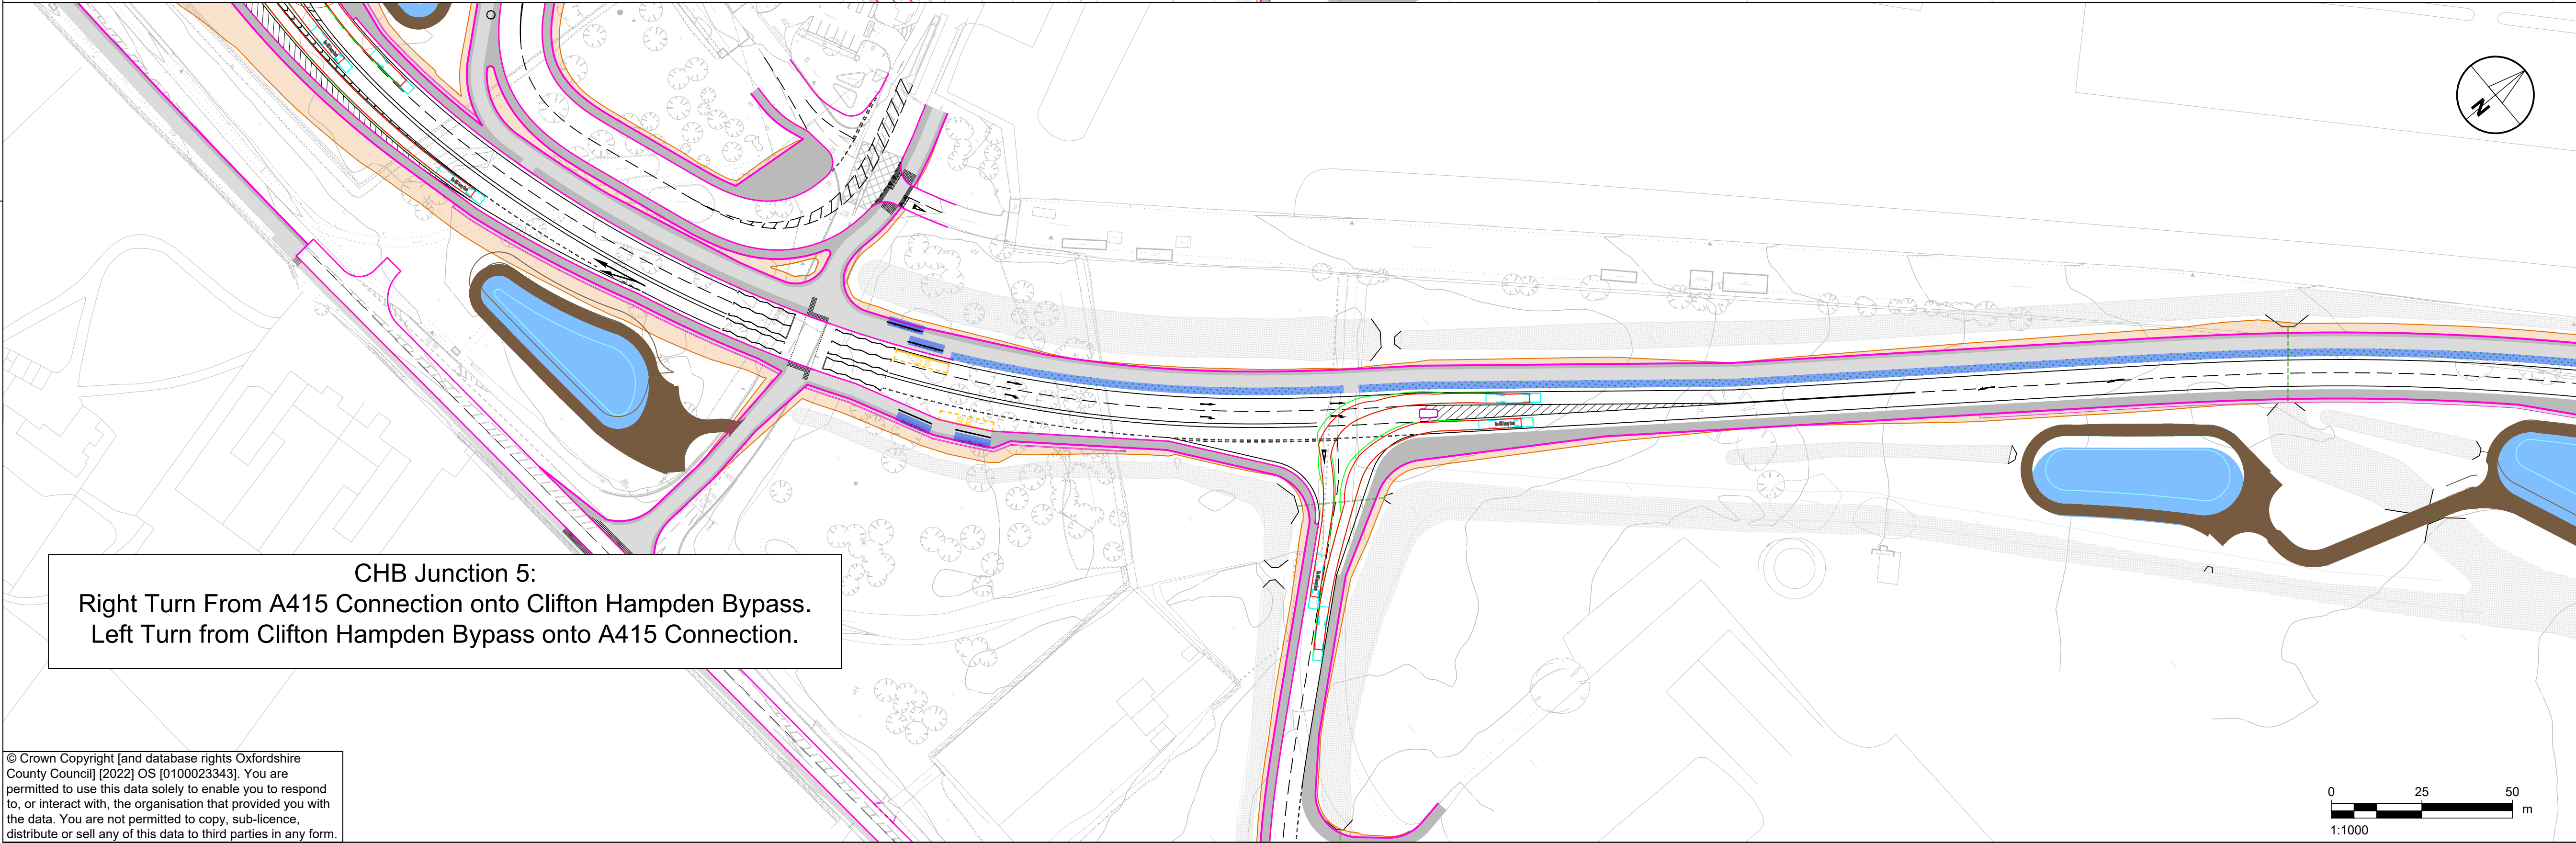 N
CHB Junction 5:
Right Turn From A415 Connection onto Clifton Hampden Bypass.
Left Turn from Clifton Hampden Bypass onto A415 Connection.
© Crown Copyright [and database rights Oxfordshire
County Council] [2022] OS [0100023343]. You are
permitted to use this data solely to enable you to respond
to, or interact with, the organisation that provided you with
the data. You are not permitted to copy, sub-licence,
distribute or sell any of this data to third parties in any form.
0 25 50
m
1:1000